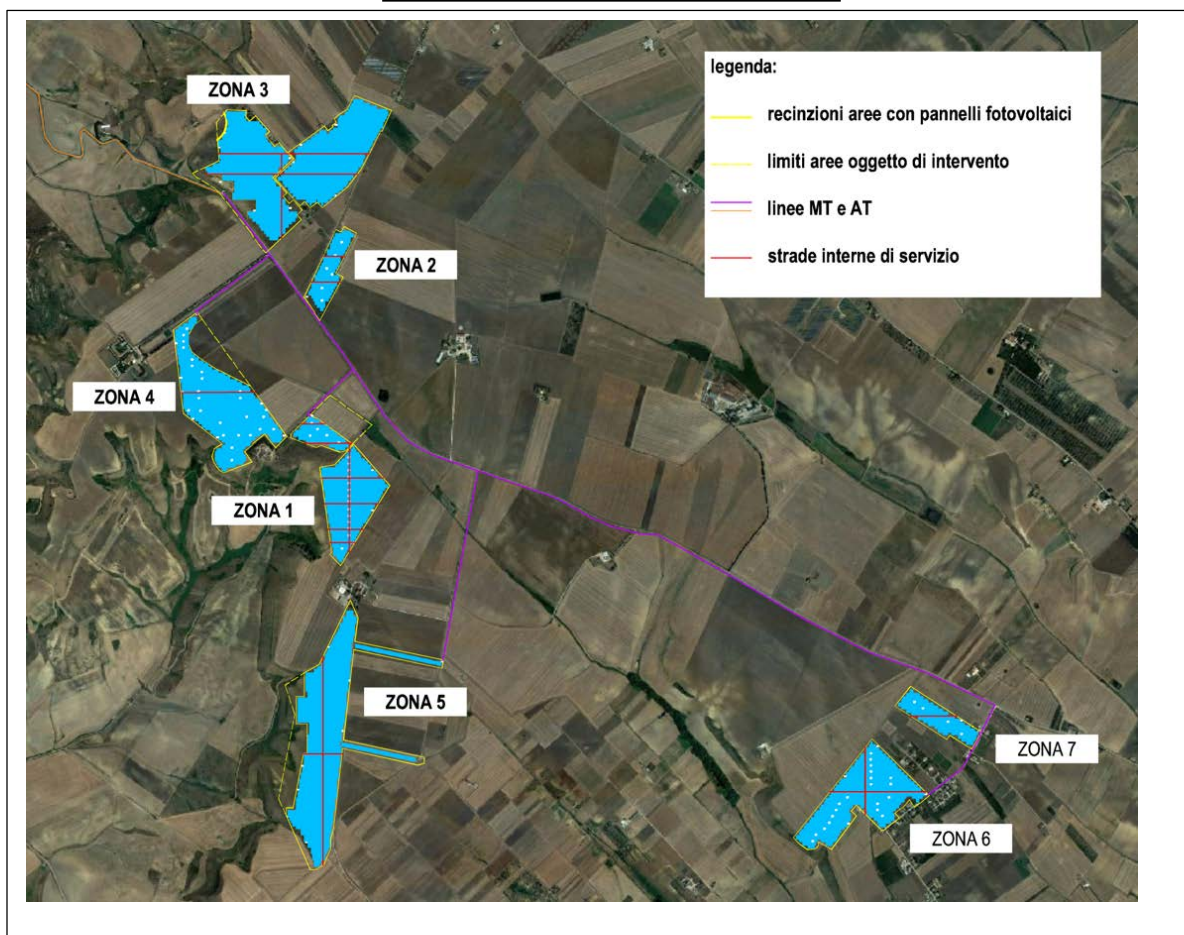 ZONA 3
legenda:
recinzioni aree con pannelli fotovoltaici
limiti aree oggetto di intervento
linee MT e AT
strade interne di servizio
ZONA 2
ZONA 4
ZONA 1
ZONA 5
ZONA 7
ZONA 6